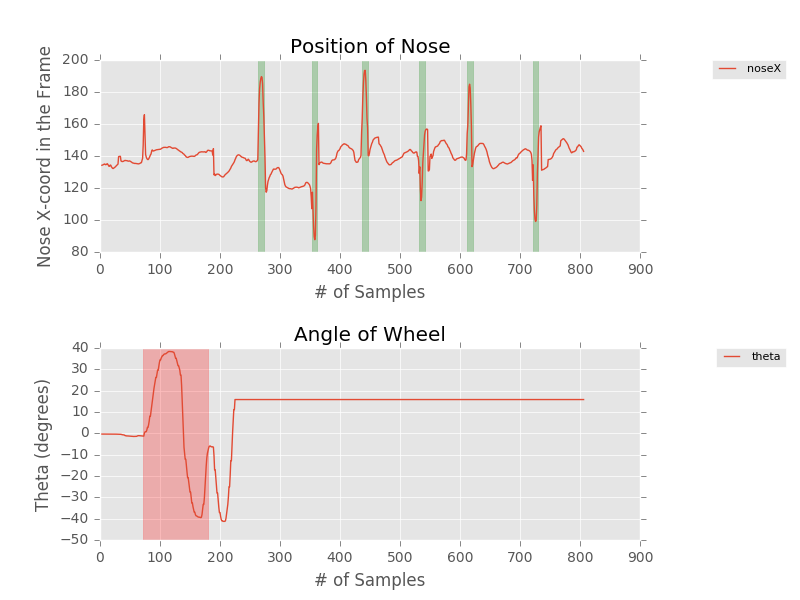 Position of Nose
Nose X-coord in the Frame
200
180
160
140
120
100
80
0 100 200 300 400 500 600 700 800 900
# of Samples
noseX
Angle of Wheel
Theta (degrees)
40
30
20
10
0
−10
−20
−30
−40
−50
0 100 200 300 400 500 600 700 800 900
# of Samples
theta